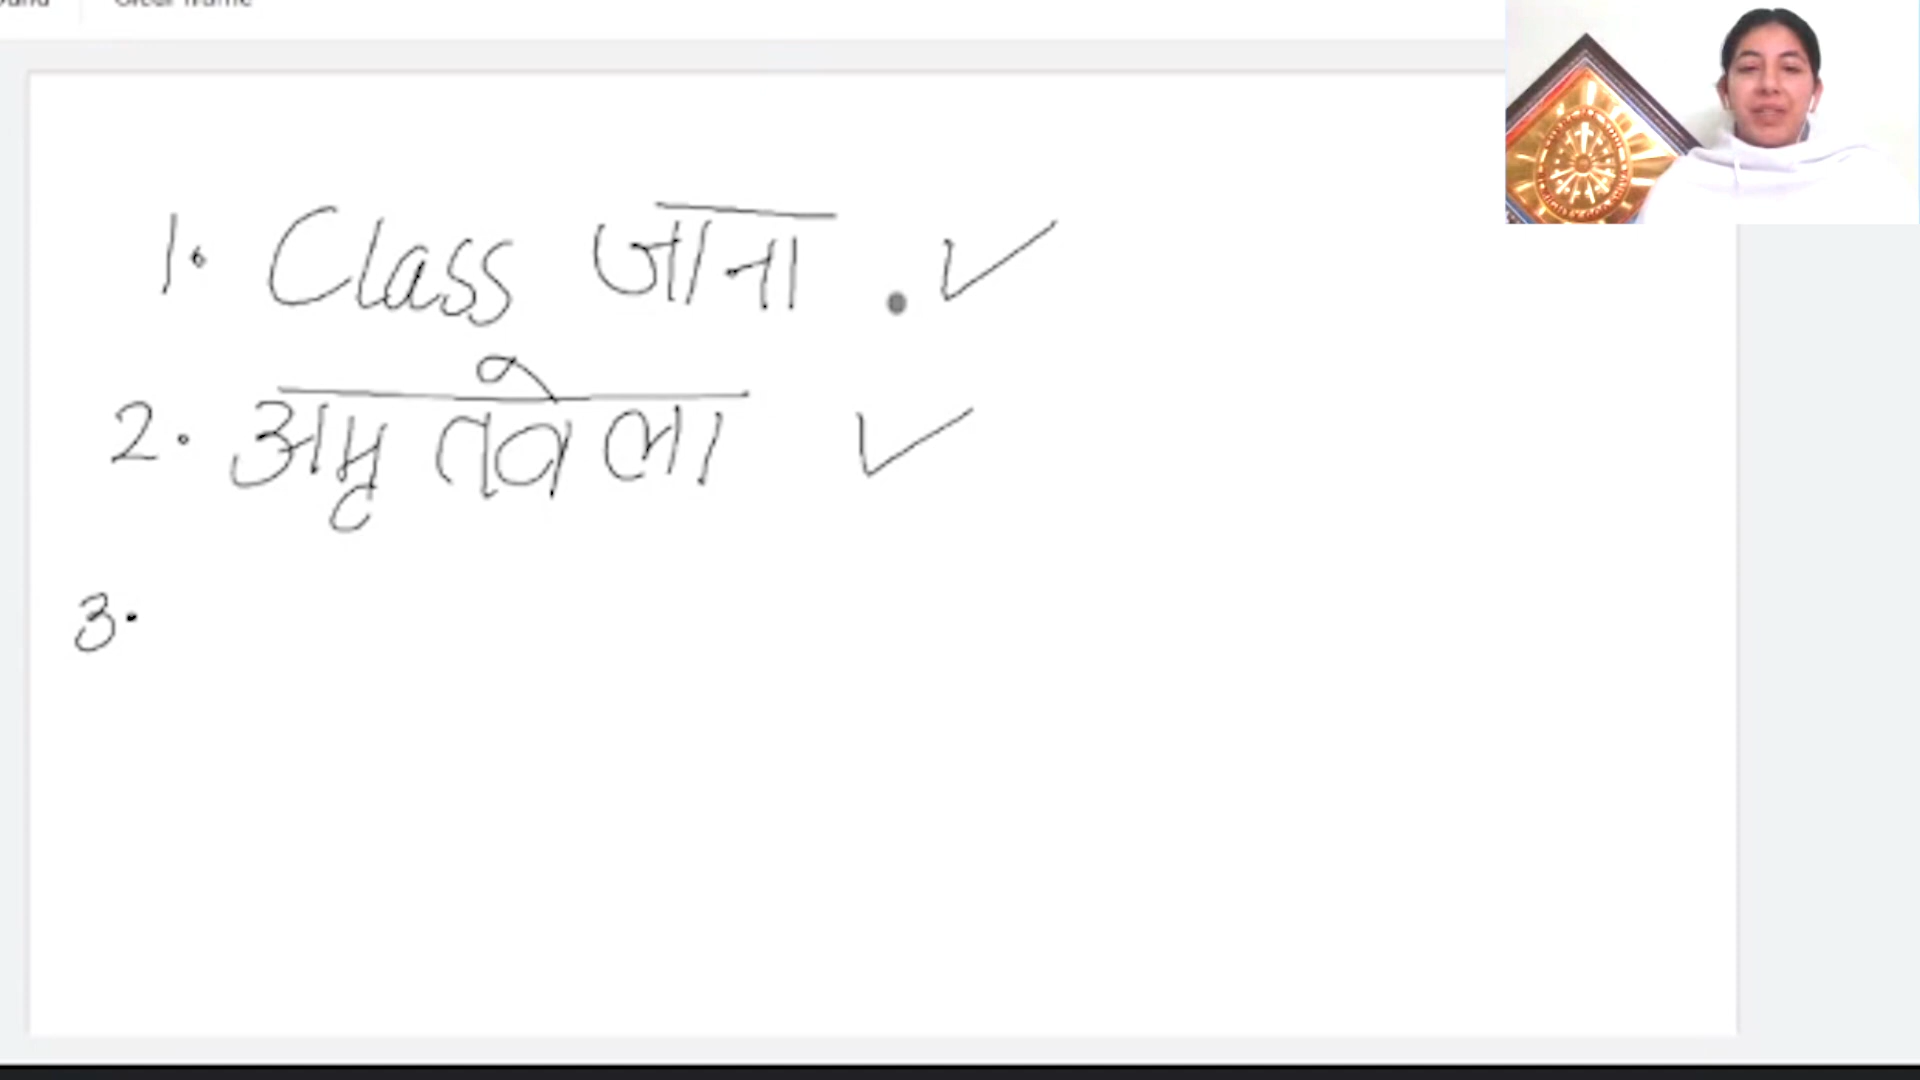 1. Class जाना . ✓
2. अमृतवेला ✓
3.